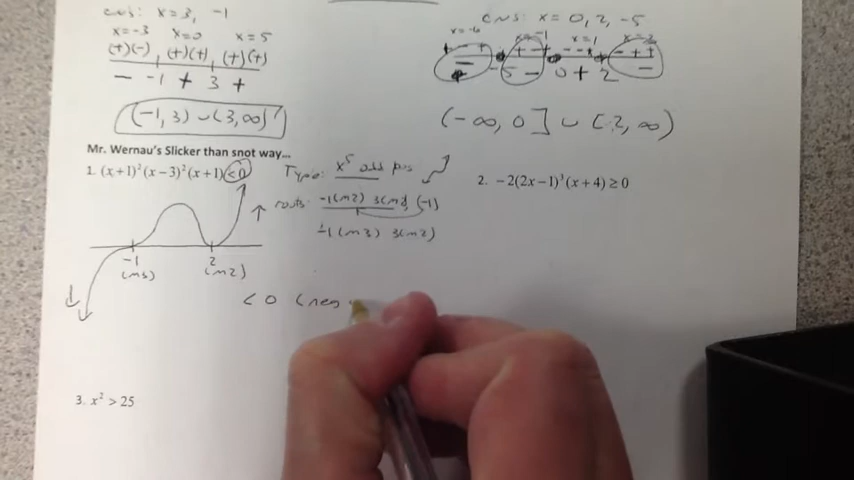 cns: x = 3, -1
x=-3 x=0 x=5
(+)(-) (+)(+) (+)(+)
- -1 + 3 +
(-1, 3) ∪ (3, ∞)
cns: x = 0, 2, -5
x=-1 x=1
- -5 - 0 + 2 -
(-∞, 0] ∪ [2, ∞)
Mr. Wernau's Slicker than snot way...
1. (x+1)²(x-3)²(x+1) < 0
Type: x⁵ odd pos
roots: -1(m2) 3(m2) (-1)
-1(m3) 3(m2)
-1 2
(m3) (m2)
< 0 (neg
2. -2(2x-1)³(x+4) ≥ 0
3. x² > 25